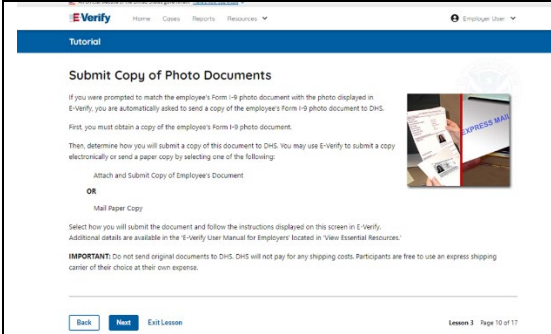 E-Verify Home Cases Reports Resources Employer User
Tutorial
Submit Copy of Photo Documents
If you were prompted to match the employee's Form I-9 photo document with the photo displayed in
E-Verify, you are automatically asked to send a copy of the employee's Form I-9 photo document to DHS.
First, you must obtain a copy of the employee's Form I-9 photo document.
Then, determine how you will submit a copy of this document to DHS. You may use E-Verify to submit a copy
electronically or send a paper copy by selecting one of the following:
Attach and Submit Copy of Employee's Document
OR
Mail Paper Copy
EXPRESS MAIL
Select how you will submit the document and follow the instructions displayed on this screen in E-Verify.
Additional details are available in the 'E-Verify User Manual for Employers' located in 'View Essential Resources.'
IMPORTANT: Do not send original documents to DHS. DHS will not pay for any shipping costs. Participants are free to use an express shipping
carrier of their choice at their own expense.
Back Next Exit Lesson Lesson 3 Page 10 of 17